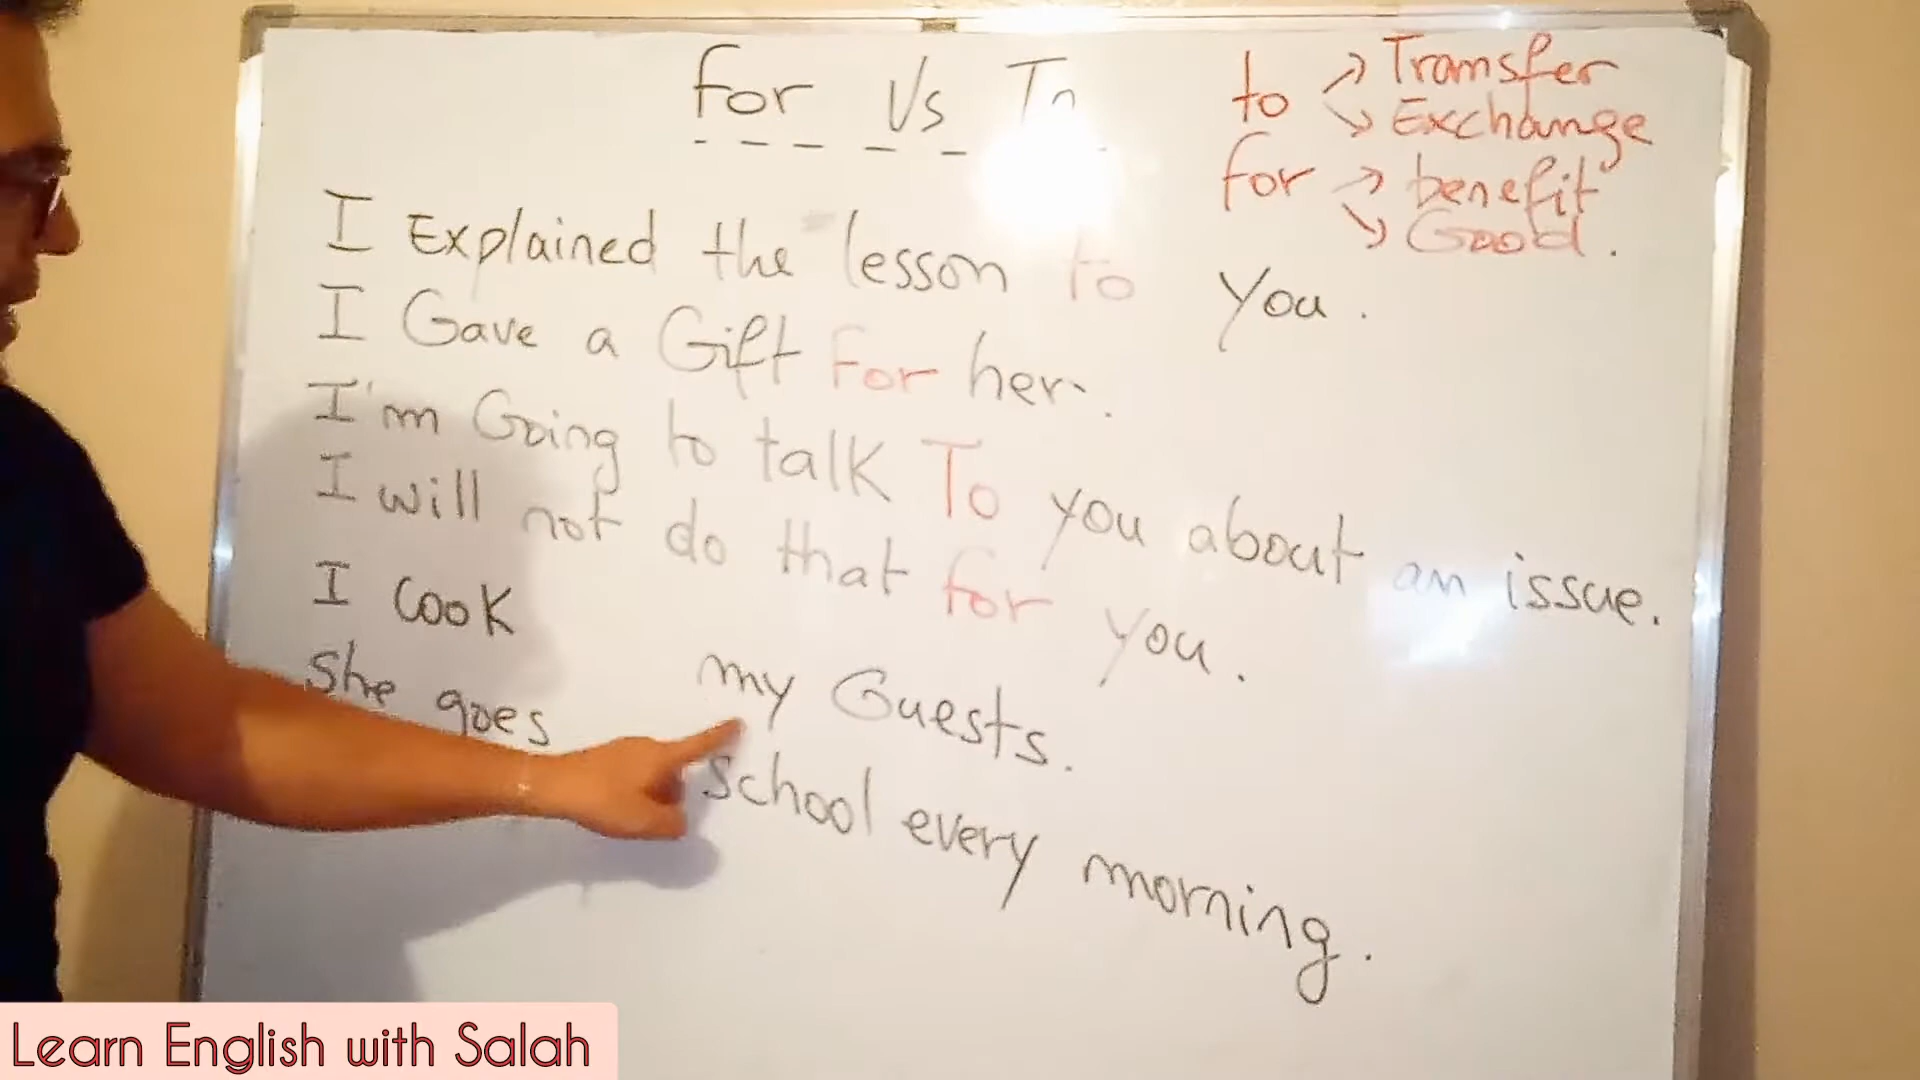 for Vs To
to → Transfer
↘ Exchange
for → benefit
↘ Good.
I Explained the lesson to you.
I Gave a Gift for her.
I'm Going to talk To you about an issue.
I will not do that for you.
I cook my Guests.
She goes school every morning.
Learn English with Salah